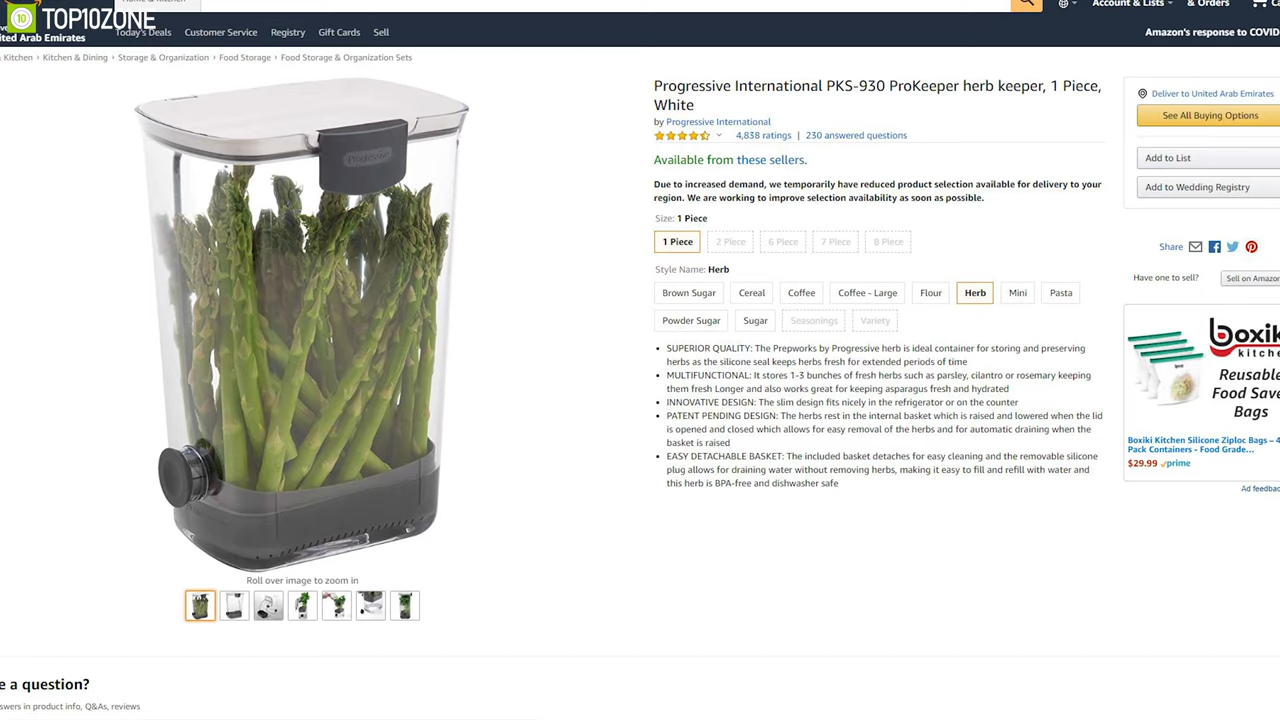 Home & Kitchen
Account & Lists
& Orders
10 TOP10ZONE
United Arab Emirates
Today's Deals Customer Service Registry Gift Cards Sell
Amazon's response to COVID
& Kitchen › Kitchen & Dining › Storage & Organization › Food Storage › Food Storage & Organization Sets
Progressive
Roll over image to zoom in
Progressive International PKS-930 ProKeeper herb keeper, 1 Piece,
White
by Progressive International
4,838 ratings | 230 answered questions
Available from these sellers.
Due to increased demand, we temporarily have reduced product selection available for delivery to your
region. We are working to improve selection availability as soon as possible.
Size: 1 Piece
1 Piece 2 Piece 6 Piece 7 Piece 8 Piece
Style Name: Herb
Brown Sugar Cereal Coffee Coffee - Large Flour Herb Mini Pasta
Powder Sugar Sugar Seasonings Variety
• SUPERIOR QUALITY: The Prepworks by Progressive herb is ideal container for storing and preserving
herbs as the silicone seal keeps herbs fresh for extended periods of time
• MULTIFUNCTIONAL: It stores 1-3 bunches of fresh herbs such as parsley, cilantro or rosemary keeping
them fresh Longer and also works great for keeping asparagus fresh and hydrated
• INNOVATIVE DESIGN: The slim design fits nicely in the refrigerator or on the counter
• PATENT PENDING DESIGN: The herbs rest in the internal basket which is raised and lowered when the lid
is opened and closed which allows for easy removal of the herbs and for automatic draining when the
basket is raised
• EASY DETACHABLE BASKET: The included basket detaches for easy cleaning and the removable silicone
plug allows for draining water without removing herbs, making it easy to fill and refill with water and
this herb is BPA-free and dishwasher safe
Deliver to United Arab Emirates
See All Buying Options
Add to List
Add to Wedding Registry
Share
Have one to sell?
Sell on Amazon
boxiki
kitchen
Reusable
Food Save
Bags
Boxiki Kitchen Silicone Ziploc Bags – 4
Pack Containers - Food Grade...
$29.99 prime
Ad feedback
e a question?
swers in product info, Q&As, reviews